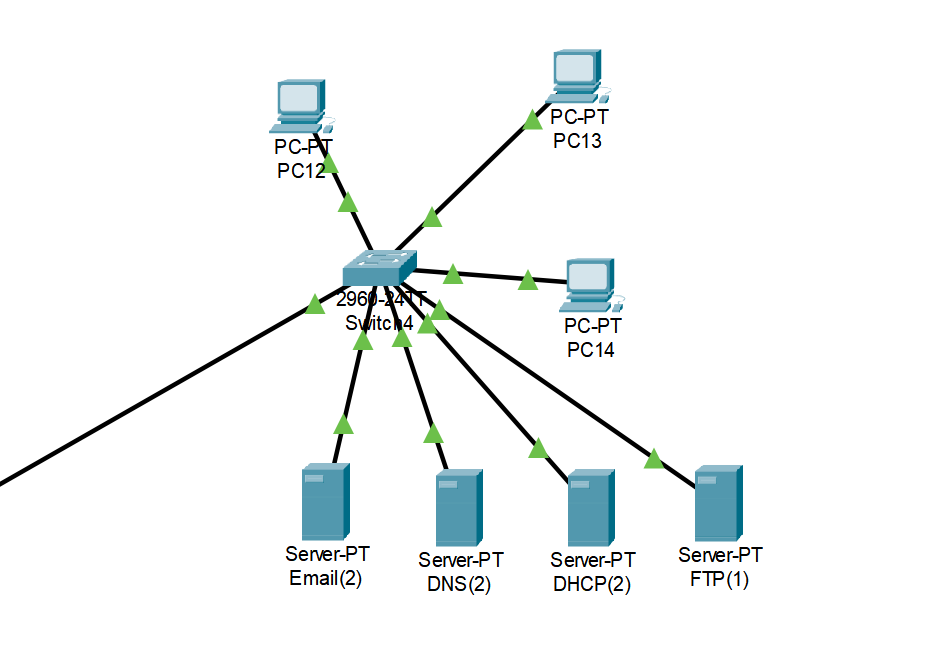 PC-PT
PC12
PC-PT
PC13
2960-24TT
Switch4
PC-PT
PC14
Server-PT
Email(2)
Server-PT
DNS(2)
Server-PT
DHCP(2)
Server-PT
FTP(1)